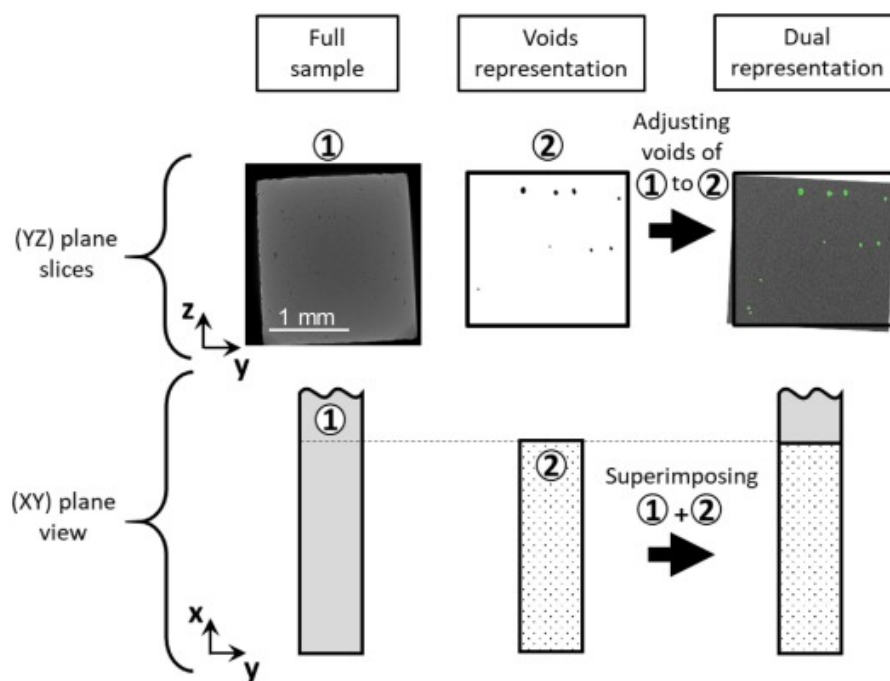 Full
sample
Voids
representation
Dual
representation
①
②
Adjusting
voids of
① to ②
(YZ) plane
slices
1 mm
z
y
①
②
Superimposing
① + ②
(XY) plane
view
x
y